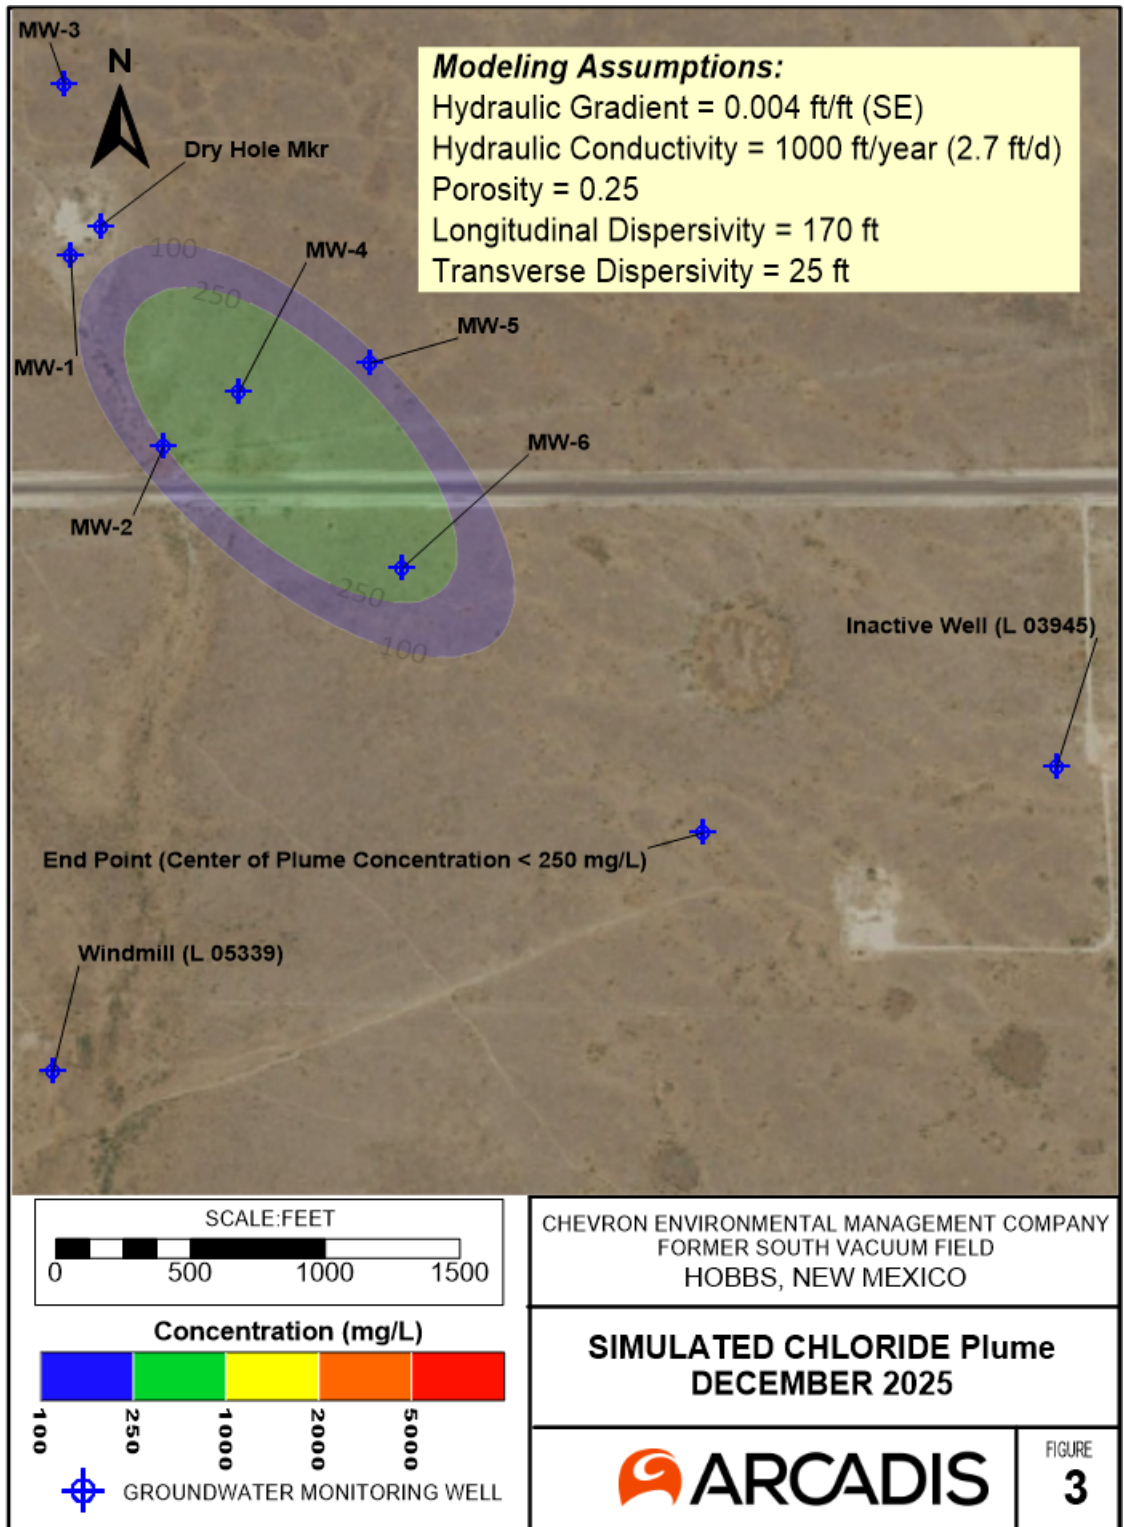 MW-3
N
Modeling Assumptions:
Hydraulic Gradient = 0.004 ft/ft (SE)
Hydraulic Conductivity = 1000 ft/year (2.7 ft/d)
Porosity = 0.25
Longitudinal Dispersivity = 170 ft
Transverse Dispersivity = 25 ft
Dry Hole Mkr
100
MW-4
250
MW-5
MW-1
MW-6
MW-2
250
100
Inactive Well (L 03945)
End Point (Center of Plume Concentration < 250 mg/L)
Windmill (L 05339)
SCALE:FEET
0 500 1000 1500
Concentration (mg/L)
100 250 1000 2000 5000
GROUNDWATER MONITORING WELL
CHEVRON ENVIRONMENTAL MANAGEMENT COMPANY
FORMER SOUTH VACUUM FIELD
HOBBS, NEW MEXICO
SIMULATED CHLORIDE Plume
DECEMBER 2025
ARCADIS
FIGURE
3